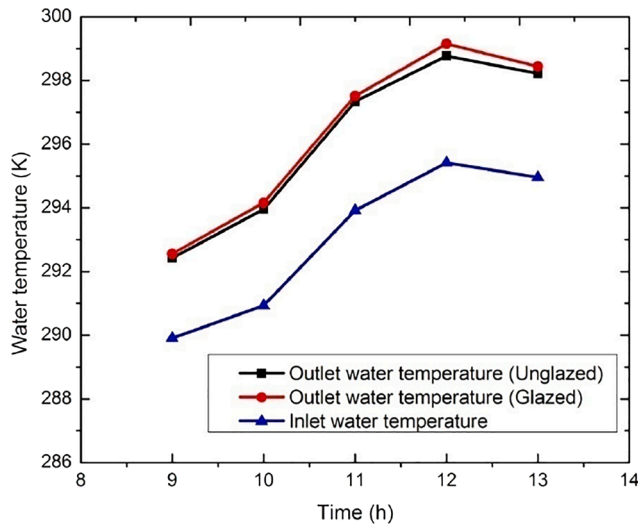 300
298
296
294
292
290
288
286
Water temperature (K)
Outlet water temperature (Unglazed)
Outlet water temperature (Glazed)
Inlet water temperature
8 9 10 11 12 13 14
Time (h)